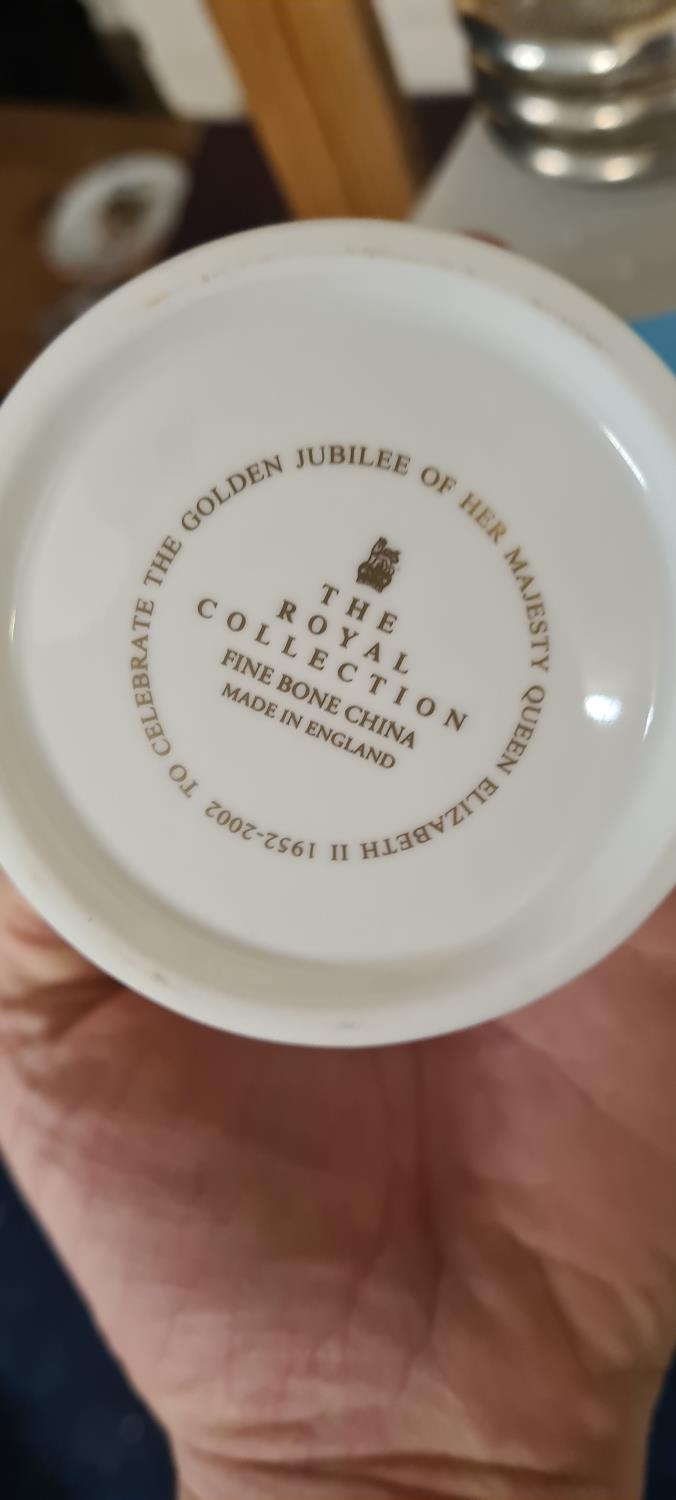 TO CELEBRATE THE GOLDEN JUBILEE OF HER MAJESTY QUEEN ELIZABETH II 1952-2002
THE
ROYAL
COLLECTION
FINE BONE CHINA
MADE IN ENGLAND